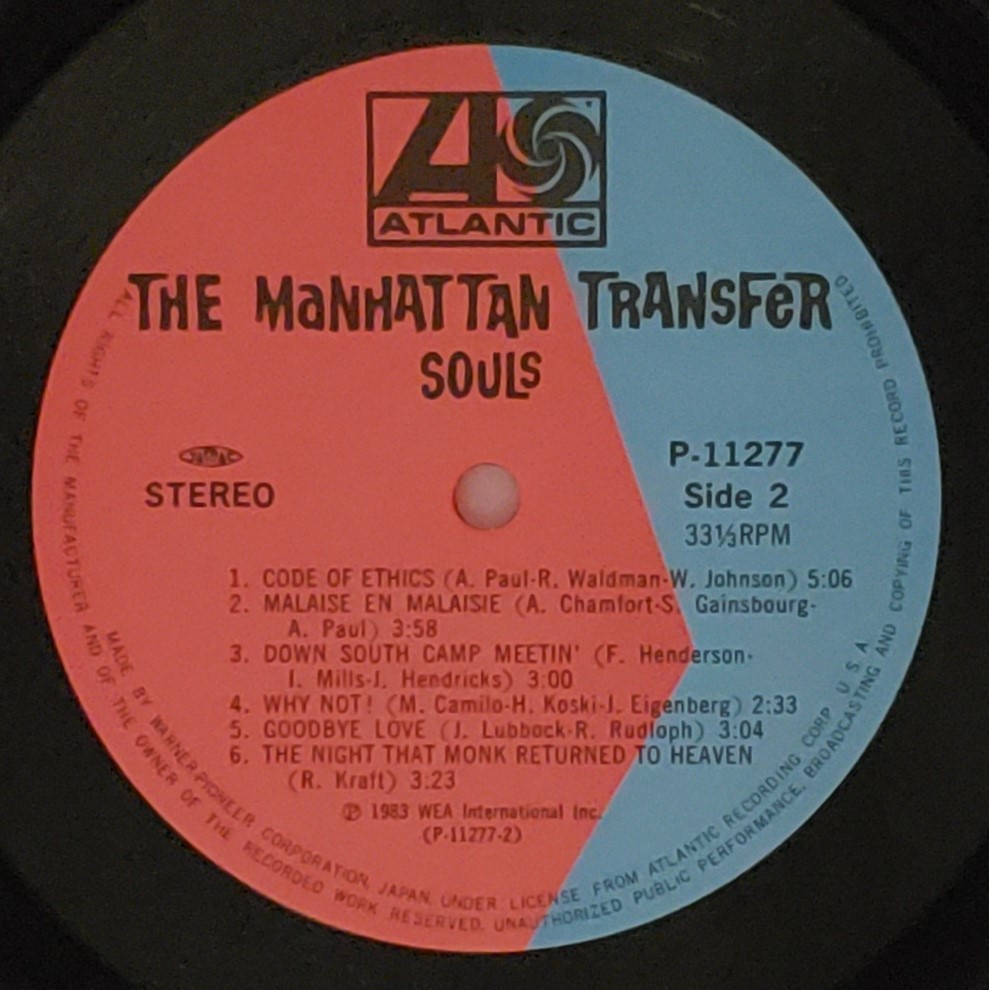 ATLANTIC
THE MaNHATTAN TRANSFeR
SOULS
STEREO
P-11277
Side 2
33⅓RPM
1. CODE OF ETHICS (A. Paul-R. Waldman-W. Johnson) 5:06
2. MALAISE EN MALAISIE (A. Chamfort-S. Gainsbourg-
A. Paul) 3:58
3. DOWN SOUTH CAMP MEETIN' (F. Henderson-
I. Mills-J. Hendricks) 3:00
4. WHY NOT! (M. Camilo-H. Koski-J. Eigenberg) 2:33
5. GOODBYE LOVE (J. Lubbock-R. Rudloph) 3:04
6. THE NIGHT THAT MONK RETURNED TO HEAVEN
(R. Kraft) 3:23
℗ 1983 WEA International Inc.
(P-11277-2)
MADE BY WARNER-PIONEER CORPORATION, JAPAN, UNDER LICENSE FROM ATLANTIC RECORDING CORP. U.S.A.
ALL RIGHTS OF THE MANUFACTURER AND OF THE OWNER OF THE RECORDED WORK RESERVED. UNAUTHORIZED PUBLIC PERFORMANCE, BROADCASTING AND COPYING OF THIS RECORD PROHIBITED